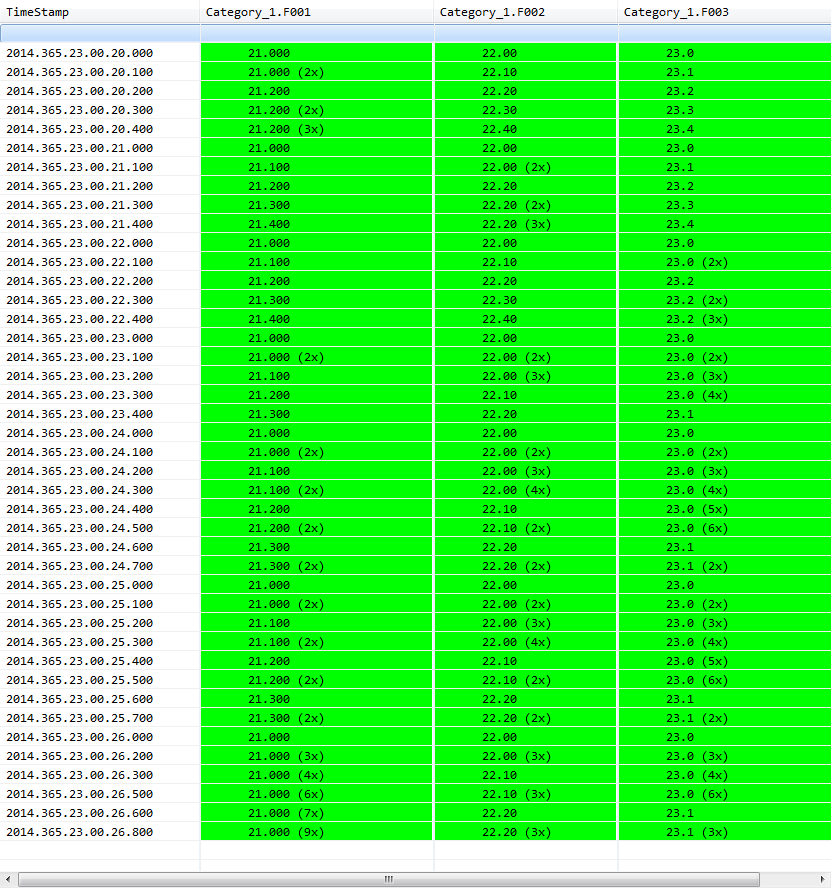 TimeStamp Category_1.F001 Category_1.F002 Category_1.F003
2014.365.23.00.20.000 21.000 22.00 23.0
2014.365.23.00.20.100 21.000 (2x) 22.10 23.1
2014.365.23.00.20.200 21.200 22.20 23.2
2014.365.23.00.20.300 21.200 (2x) 22.30 23.3
2014.365.23.00.20.400 21.200 (3x) 22.40 23.4
2014.365.23.00.21.000 21.000 22.00 23.0
2014.365.23.00.21.100 21.100 22.00 (2x) 23.1
2014.365.23.00.21.200 21.200 22.20 23.2
2014.365.23.00.21.300 21.300 22.20 (2x) 23.3
2014.365.23.00.21.400 21.400 22.20 (3x) 23.4
2014.365.23.00.22.000 21.000 22.00 23.0
2014.365.23.00.22.100 21.100 22.10 23.0 (2x)
2014.365.23.00.22.200 21.200 22.20 23.2
2014.365.23.00.22.300 21.300 22.30 23.2 (2x)
2014.365.23.00.22.400 21.400 22.40 23.2 (3x)
2014.365.23.00.23.000 21.000 22.00 23.0
2014.365.23.00.23.100 21.000 (2x) 22.00 (2x) 23.0 (2x)
2014.365.23.00.23.200 21.100 22.00 (3x) 23.0 (3x)
2014.365.23.00.23.300 21.200 22.10 23.0 (4x)
2014.365.23.00.23.400 21.300 22.20 23.1
2014.365.23.00.24.000 21.000 22.00 23.0
2014.365.23.00.24.100 21.000 (2x) 22.00 (2x) 23.0 (2x)
2014.365.23.00.24.200 21.100 22.00 (3x) 23.0 (3x)
2014.365.23.00.24.300 21.100 (2x) 22.00 (4x) 23.0 (4x)
2014.365.23.00.24.400 21.200 22.10 23.0 (5x)
2014.365.23.00.24.500 21.200 (2x) 22.10 (2x) 23.0 (6x)
2014.365.23.00.24.600 21.300 22.20 23.1
2014.365.23.00.24.700 21.300 (2x) 22.20 (2x) 23.1 (2x)
2014.365.23.00.25.000 21.000 22.00 23.0
2014.365.23.00.25.100 21.000 (2x) 22.00 (2x) 23.0 (2x)
2014.365.23.00.25.200 21.100 22.00 (3x) 23.0 (3x)
2014.365.23.00.25.300 21.100 (2x) 22.00 (4x) 23.0 (4x)
2014.365.23.00.25.400 21.200 22.10 23.0 (5x)
2014.365.23.00.25.500 21.200 (2x) 22.10 (2x) 23.0 (6x)
2014.365.23.00.25.600 21.300 22.20 23.1
2014.365.23.00.25.700 21.300 (2x) 22.20 (2x) 23.1 (2x)
2014.365.23.00.26.000 21.000 22.00 23.0
2014.365.23.00.26.200 21.000 (3x) 22.00 (3x) 23.0 (3x)
2014.365.23.00.26.300 21.000 (4x) 22.10 23.0 (4x)
2014.365.23.00.26.500 21.000 (6x) 22.10 (3x) 23.0 (6x)
2014.365.23.00.26.600 21.000 (7x) 22.20 23.1
2014.365.23.00.26.800 21.000 (9x) 22.20 (3x) 23.1 (3x)